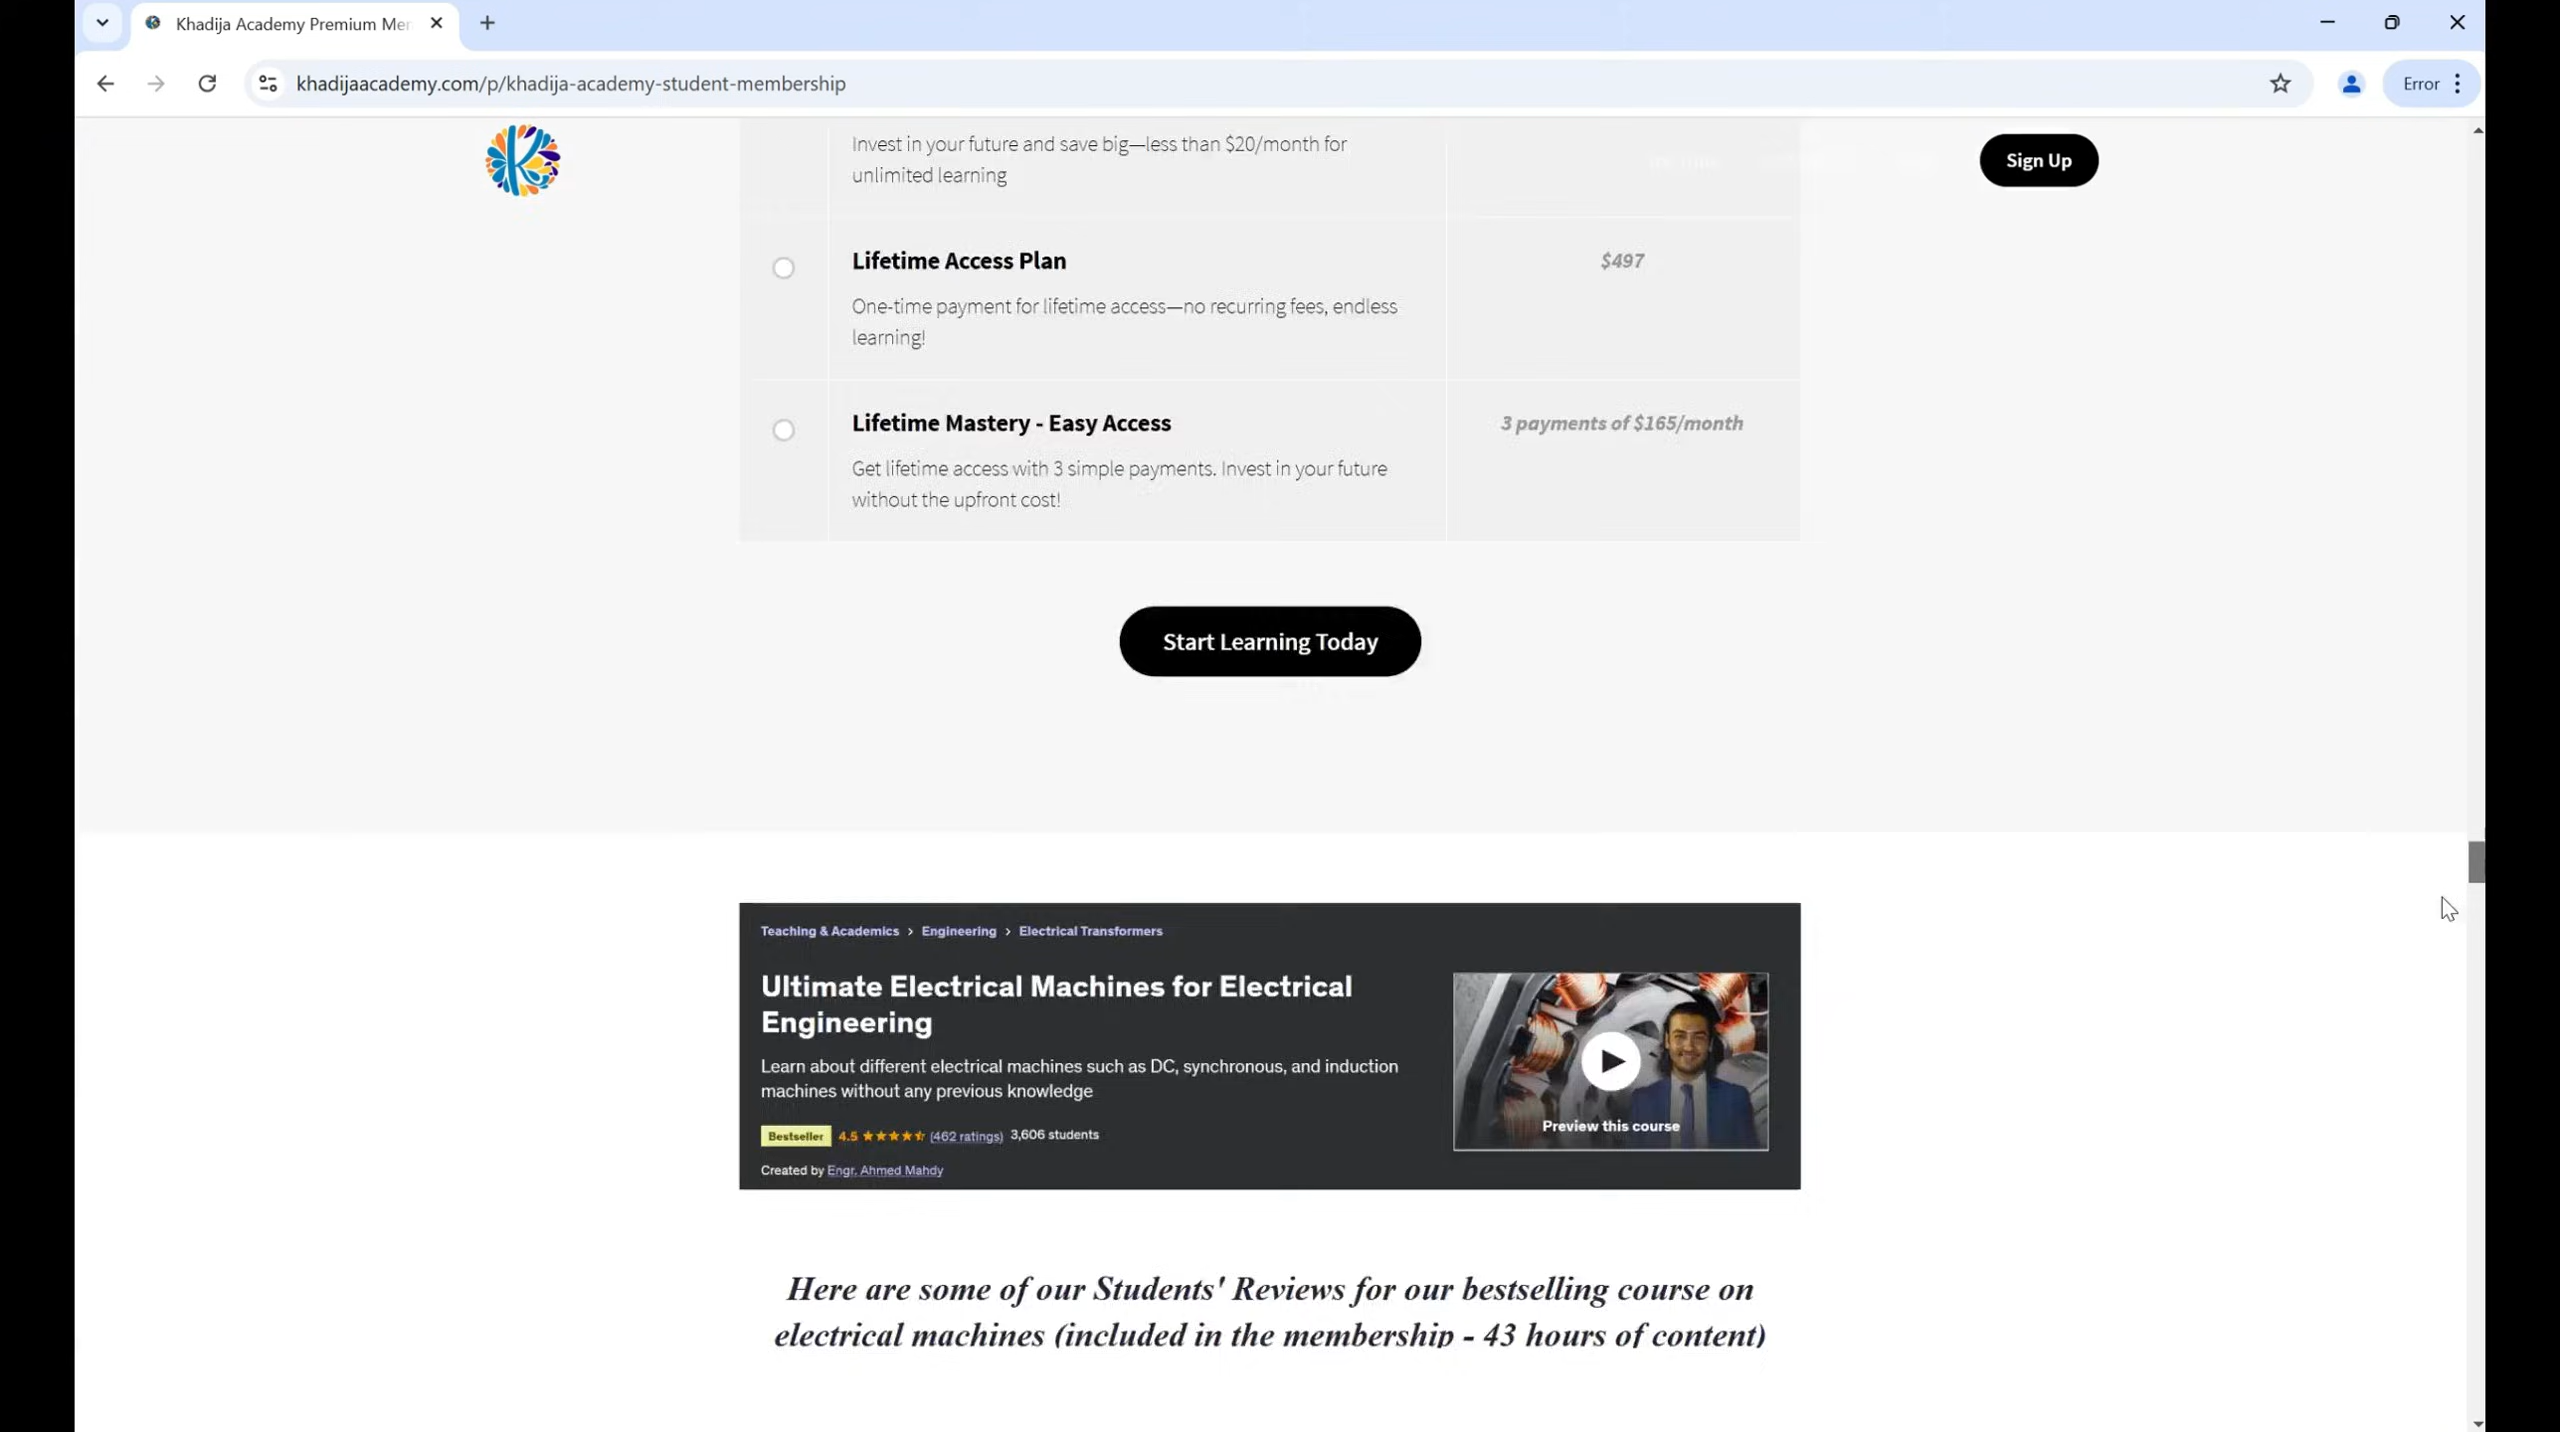 Khadija Academy Premium Mer
khadijaacademy.com/p/khadija-academy-student-membership
Error
Invest in your future and save big—less than $20/month for
unlimited learning
Sign Up
Lifetime Access Plan
$497
One-time payment for lifetime access—no recurring fees, endless
learning!
Lifetime Mastery - Easy Access
3 payments of $165/month
Get lifetime access with 3 simple payments. Invest in your future
without the upfront cost!
Start Learning Today
Teaching & Academics > Engineering > Electrical Transformers
Ultimate Electrical Machines for Electrical
Engineering
Learn about different electrical machines such as DC, synchronous, and induction
machines without any previous knowledge
Preview this course
Bestseller 4.5 (462 ratings) 3,606 students
Created by Engr. Ahmed Mahdy
Here are some of our Students' Reviews for our bestselling course on
electrical machines (included in the membership - 43 hours of content)